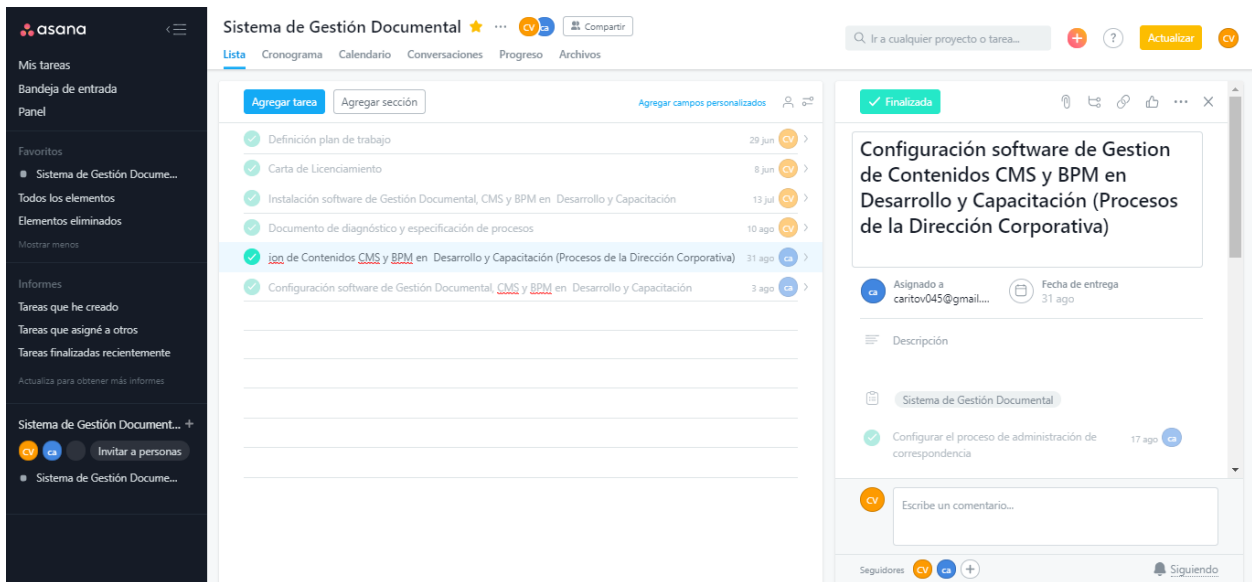 asana
Mis tareas
Bandeja de entrada
Panel
Favoritos
Sistema de Gestión Docume...
Todos los elementos
Elementos eliminados
Mostrar menos
Informes
Tareas que he creado
Tareas que asigné a otros
Tareas finalizadas recientemente
Actualiza para obtener más informes
Sistema de Gestión Document... +
CV ca Invitar a personas
Sistema de Gestión Docume...
Sistema de Gestión Documental ... CV ca Compartir
Lista Cronograma Calendario Conversaciones Progreso Archivos
Ir a cualquier proyecto o tarea... + ? Actualizar CV
Agregar tarea Agregar sección Agregar campos personalizados
Definición plan de trabajo 29 jun CV
Carta de Licenciamiento 8 jun CV
Instalación software de Gestión Documental, CMS y BPM en Desarrollo y Capacitación 13 jul CV
Documento de diagnóstico y especificación de procesos 10 ago CV
ion de Contenidos CMS y BPM en Desarrollo y Capacitación (Procesos de la Dirección Corporativa) 31 ago ca
Configuración software de Gestión Documental, CMS y BPM en Desarrollo y Capacitación 3 ago ca
Finalizada ...
Configuración software de Gestion
de Contenidos CMS y BPM en
Desarrollo y Capacitación (Procesos
de la Dirección Corporativa)
ca Asignado a Fecha de entrega
caritov045@gmail.... 31 ago
Descripción
Sistema de Gestión Documental
Configurar el proceso de administración de 17 ago ca
correspondencia
CV Escribe un comentario...
Seguidores CV ca + Siguiendo